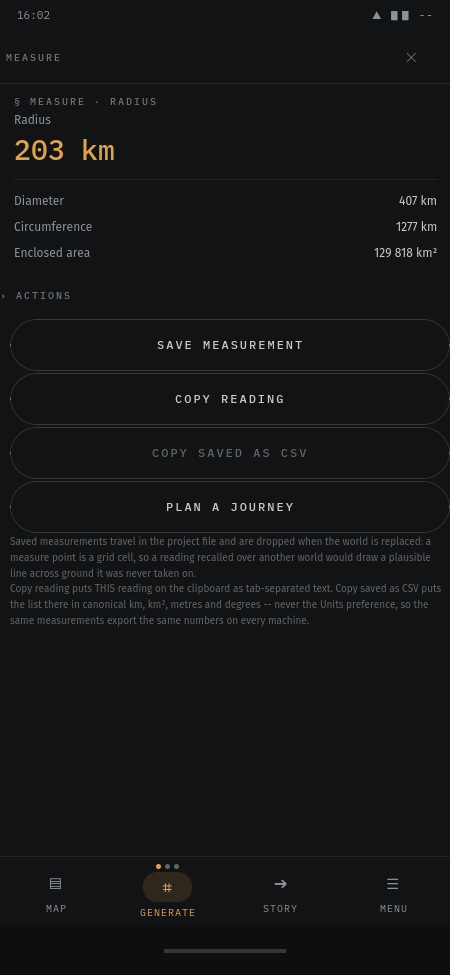 16:02
--
MEASURE
§ MEASURE · RADIUS
Radius
203 km
Diameter 407 km
Circumference 1277 km
Enclosed area 129 818 km²
› ACTIONS
SAVE MEASUREMENT
COPY READING
COPY SAVED AS CSV
PLAN A JOURNEY
Saved measurements travel in the project file and are dropped when the world is replaced: a
measure point is a grid cell, so a reading recalled over another world would draw a plausible
line across ground it was never taken on.
Copy reading puts THIS reading on the clipboard as tab-separated text. Copy saved as CSV puts
the list there in canonical km, km², metres and degrees -- never the Units preference, so the
same measurements export the same numbers on every machine.
MAP
GENERATE
STORY
MENU